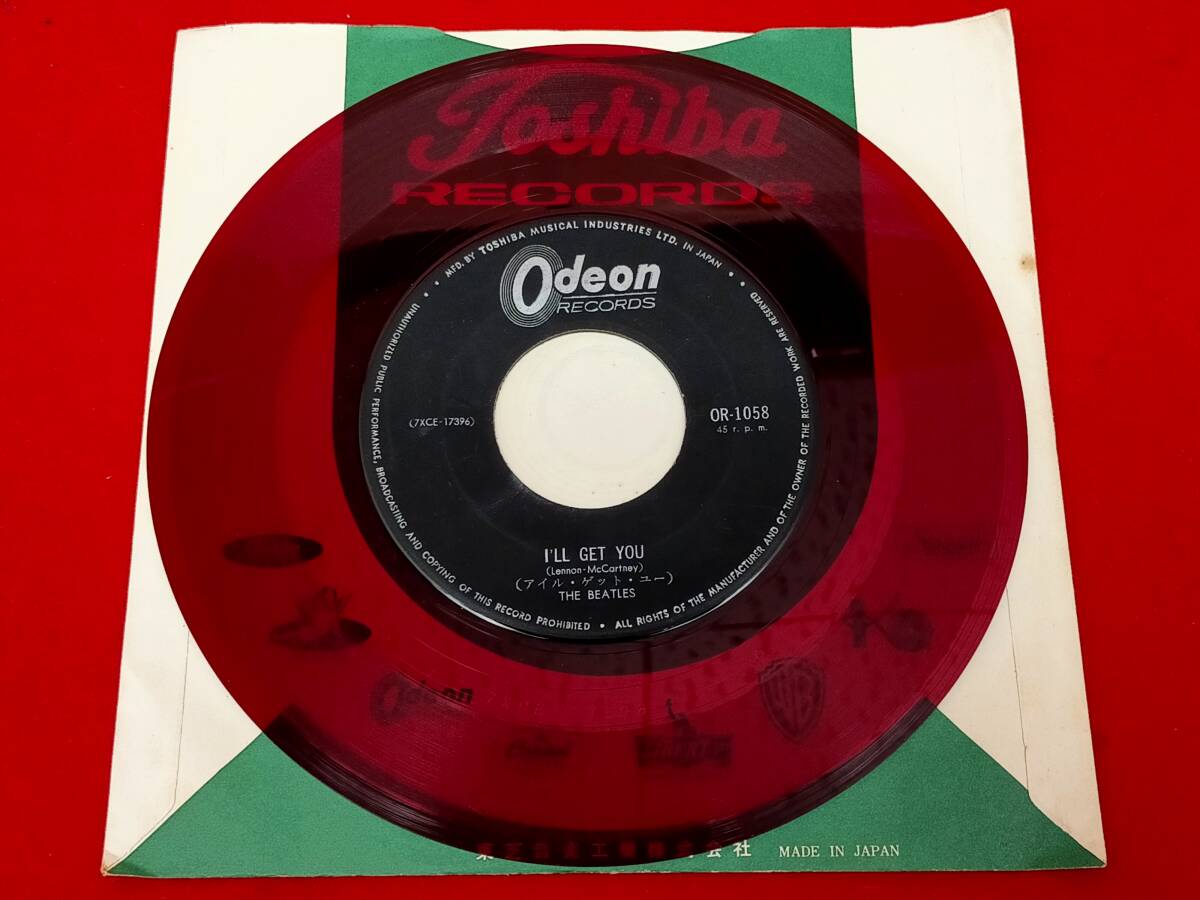 Toshiba
RECORDS
MFD. BY TOSHIBA MUSICAL INDUSTRIES LTD. IN JAPAN
Odeon
RECORDS
(7XCE-17396)
OR-1058
45 r. p. m.
I'LL GET YOU
(Lennon-McCartney)
(アイル・ゲット・ユー)
THE BEATLES
UNAUTHORIZED PUBLIC PERFORMANCE, BROADCASTING AND COPYING OF THIS RECORD PROHIBITED • ALL RIGHTS OF THE MANUFACTURER AND OF THE OWNER OF THE RECORDED WORK ARE RESERVED
Odeon
WB
会社 MADE IN JAPAN